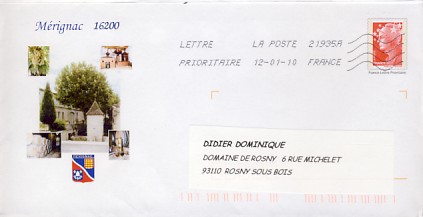 Mérignac 16200
LETTRE LA POSTE 21935A
PRIORITAIRE 12-01-10 FRANCE
DIDIER DOMINIQUE
DOMAINE DE ROSNY 6 RUE MICHELET
93110 ROSNY SOUS BOIS